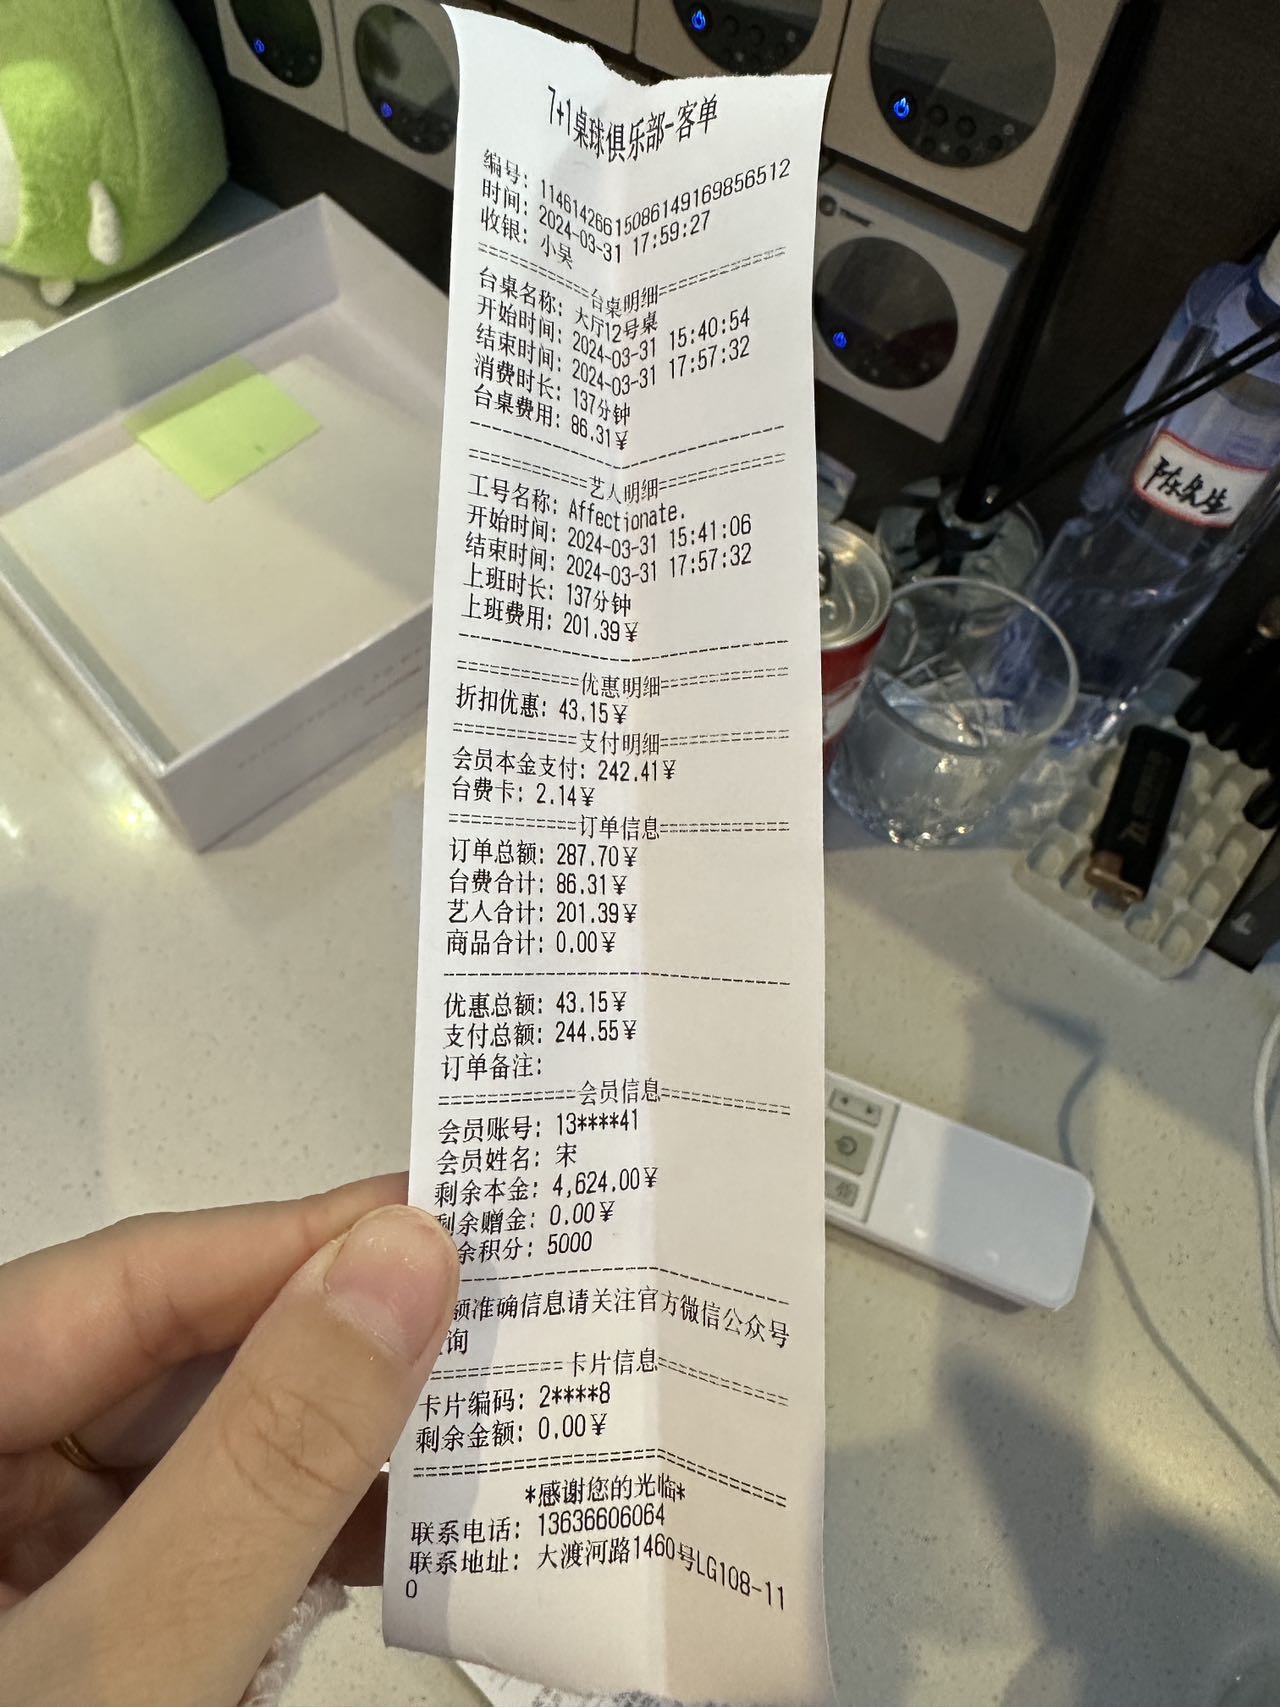 7+1桌球俱乐部-客单
编号: 1146142661508614916985​6512
时间: 2024-03-31 17:59:27
收银: 小吴
============台桌明细============
台桌名称: 大厅12号桌
开始时间: 2024-03-31 15:40:54
结束时间: 2024-03-31 17:57:32
消费时长: 137分钟
台桌费用: 86.31¥
--------------------------------
============艺人明细============
工号名称: Affectionate.
开始时间: 2024-03-31 15:41:06
结束时间: 2024-03-31 17:57:32
上班时长: 137分钟
上班费用: 201.39¥
--------------------------------
============优惠明细============
折扣优惠: 43.15¥
============支付明细============
会员本金支付: 242.41¥
台费卡: 2.14¥
============订单信息============
订单总额: 287.70¥
台费合计: 86.31¥
艺人合计: 201.39¥
商品合计: 0.00¥
--------------------------------
优惠总额: 43.15¥
支付总额: 244.55¥
订单备注:
============会员信息============
会员账号: 13****41
会员姓名: 宋
剩余本金: 4,624.00¥
剩余赠金: 0.00¥
余积分: 5000
--------------------------------
额准确信息请关注官方微信公众号
询
============卡片信息============
卡片编码: 2****8
剩余金额: 0.00¥
================================
*感谢您的光临*
联系电话: 13636606064
联系地址: 大渡河路1460号LG108-11
0